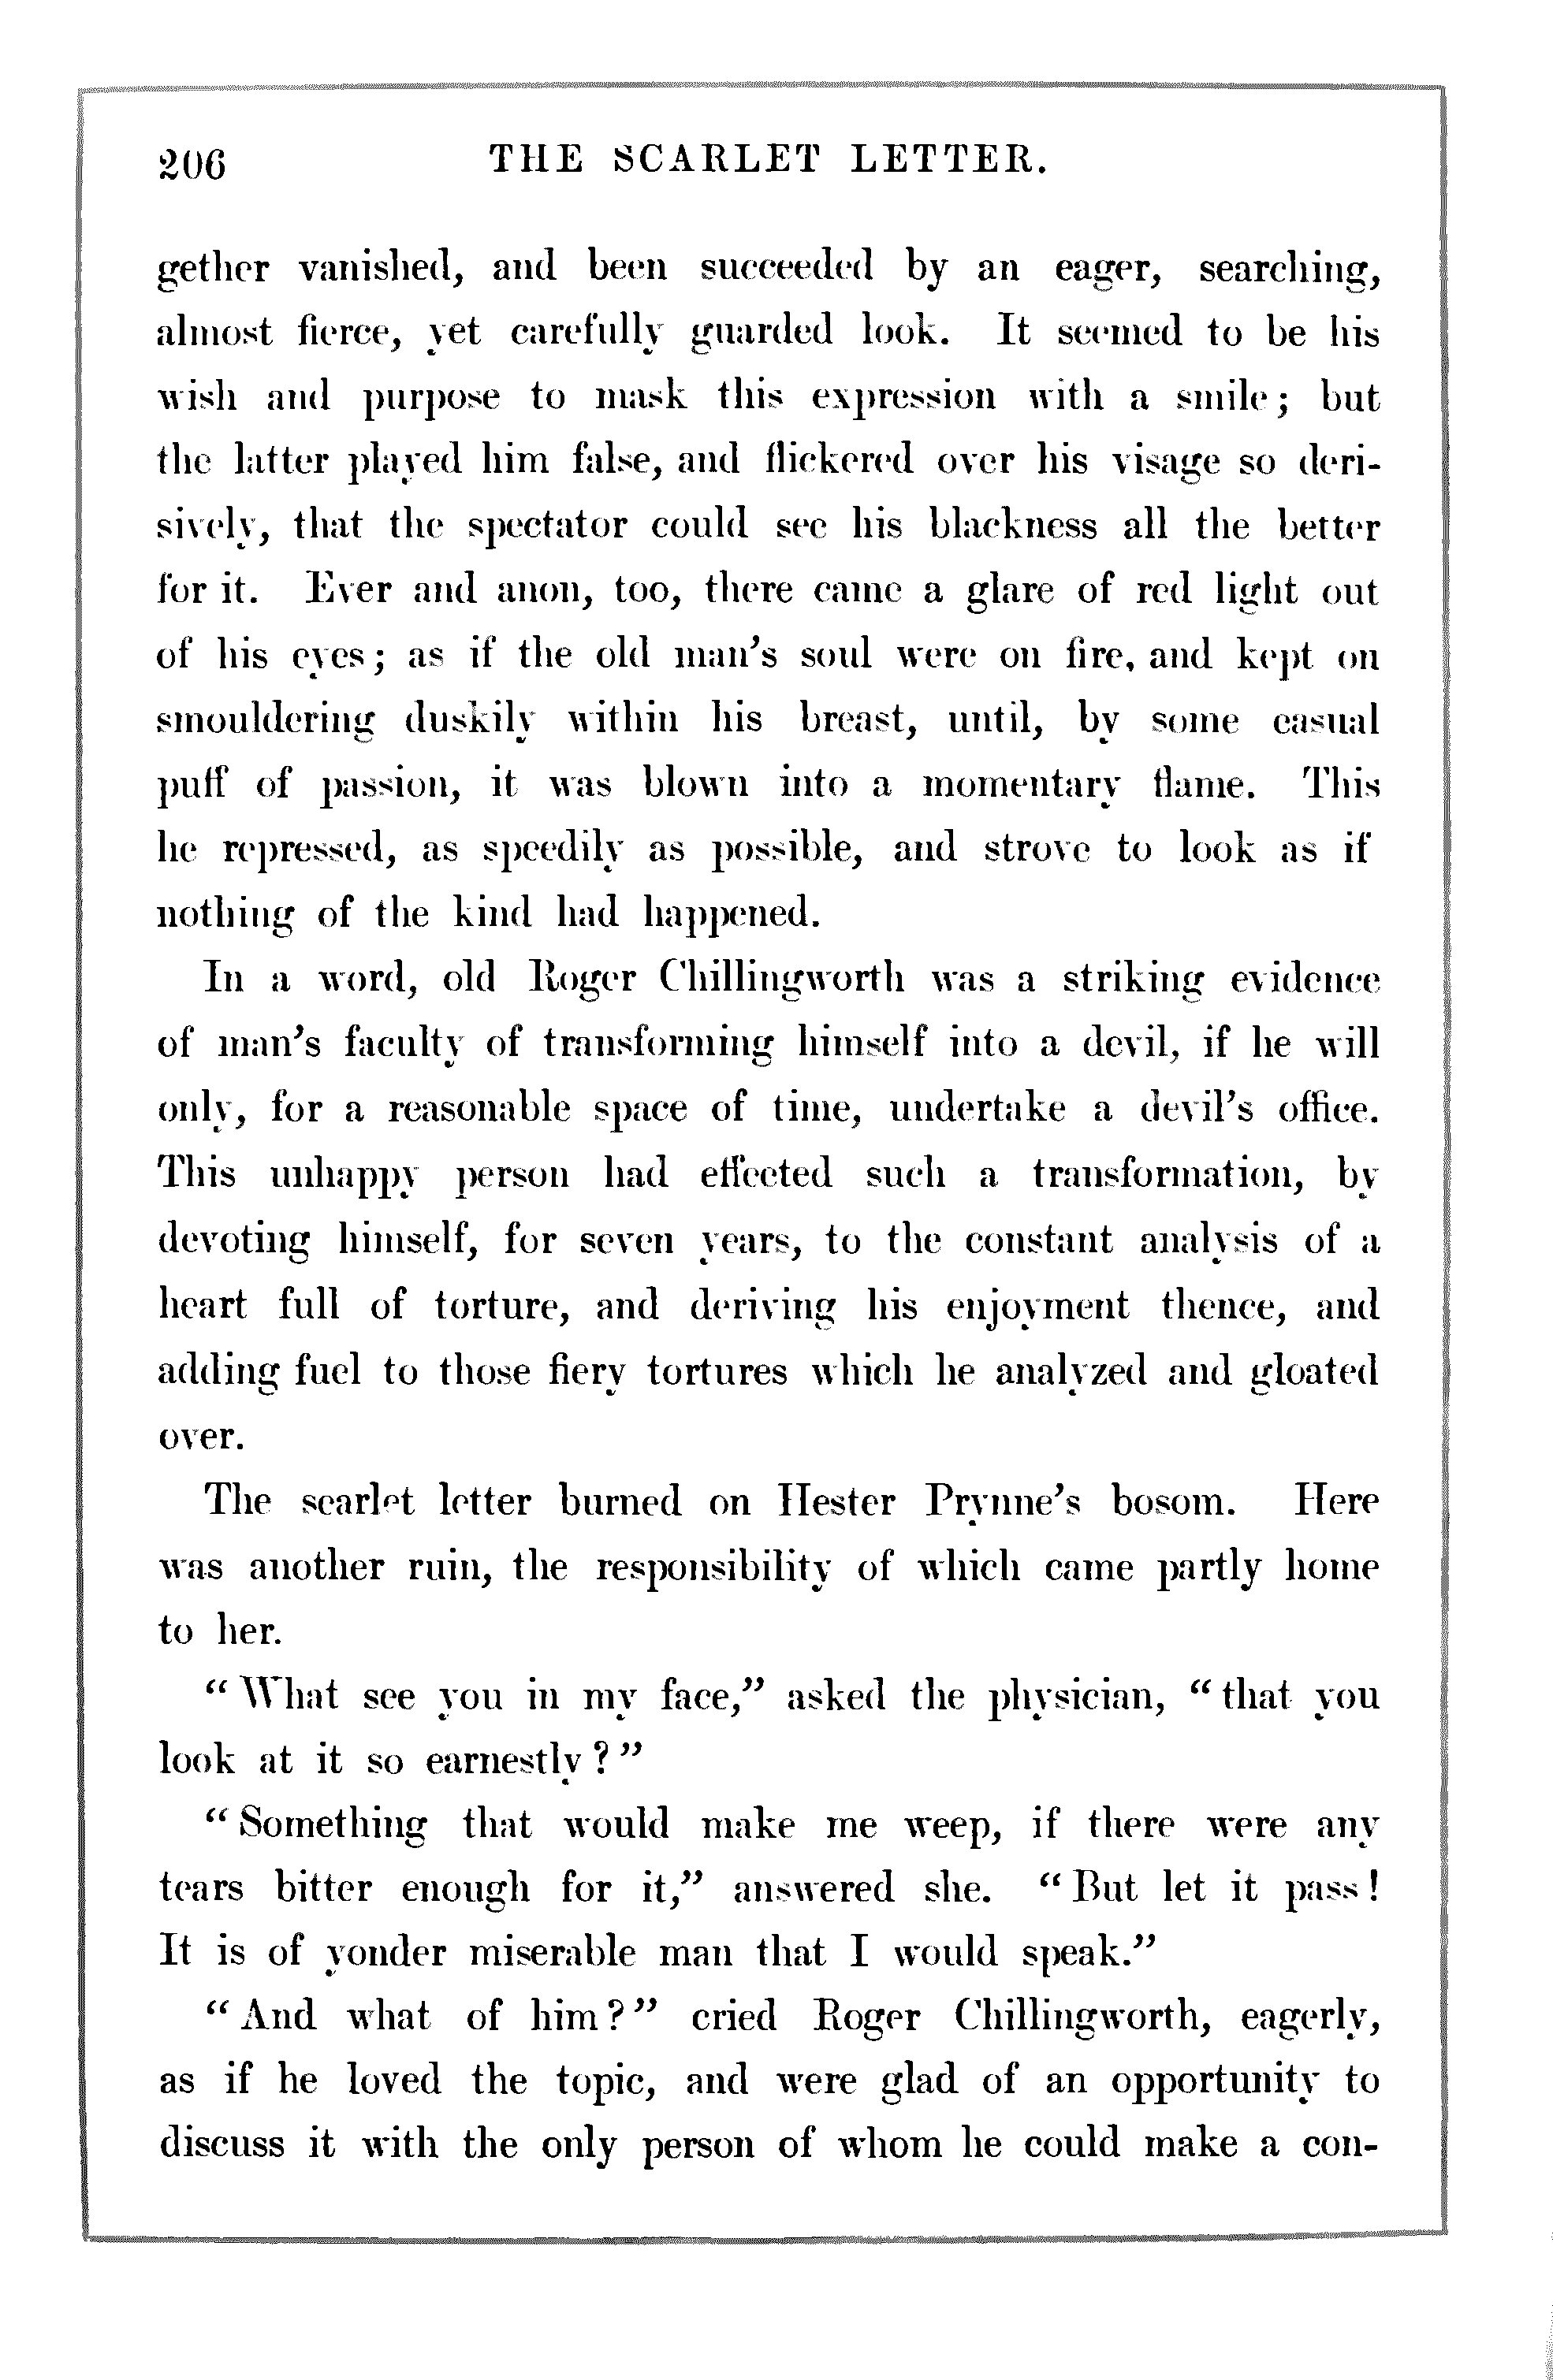 206 THE SCARLET LETTER.
gether vanished, and been succeeded by an eager, searching,
almost fierce, yet carefully guarded look. It seemed to be his
wish and purpose to mask this expression with a smile; but
the latter played him false, and flickered over his visage so deri-
sively, that the spectator could see his blackness all the better
for it. Ever and anon, too, there came a glare of red light out
of his eyes; as if the old man's soul were on fire, and kept on
smouldering duskily within his breast, until, by some casual
puff of passion, it was blown into a momentary flame. This
he repressed, as speedily as possible, and strove to look as if
nothing of the kind had happened.
In a word, old Roger Chillingworth was a striking evidence
of man's faculty of transforming himself into a devil, if he will
only, for a reasonable space of time, undertake a devil's office.
This unhappy person had effected such a transformation, by
devoting himself, for seven years, to the constant analysis of a
heart full of torture, and deriving his enjoyment thence, and
adding fuel to those fiery tortures which he analyzed and gloated
over.
The scarlet letter burned on Hester Prynne's bosom. Here
was another ruin, the responsibility of which came partly home
to her.
"What see you in my face," asked the physician, "that you
look at it so earnestly?"
"Something that would make me weep, if there were any
tears bitter enough for it," answered she. "But let it pass!
It is of yonder miserable man that I would speak."
"And what of him?" cried Roger Chillingworth, eagerly,
as if he loved the topic, and were glad of an opportunity to
discuss it with the only person of whom he could make a con-